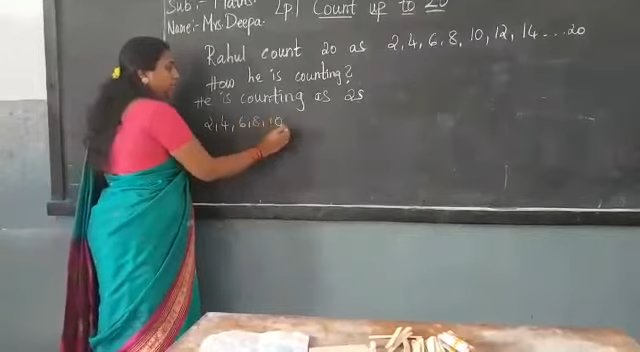 Sub:- Maths [p] Count up to 20
Name:- Mrs.Deepa.
Rahul count 20 as 2,4,6,8,10,12,14...20
How he is counting?
He is counting as 2s
2,4,6,8,10